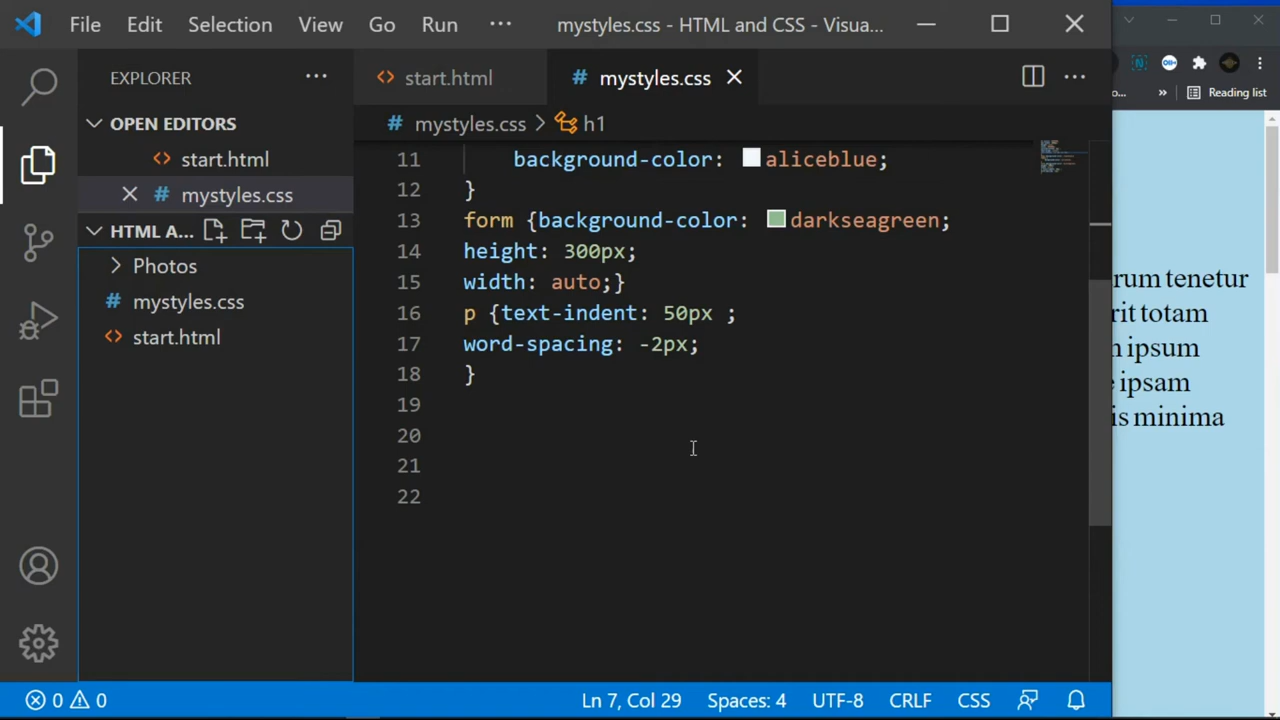 File Edit Selection View Go Run ··· mystyles.css - HTML and CSS - Visua...
EXPLORER ···
start.html
# mystyles.css
OPEN EDITORS
start.html
# mystyles.css
HTML A...
Photos
# mystyles.css
start.html
# mystyles.css > h1
11 background-color: aliceblue;
12 }
13 form {background-color: darkseagreen;
14 height: 300px;
15 width: auto;}
16 p {text-indent: 50px ;
17 word-spacing: -2px;
18 }
19
20
21
22
0 0 Ln 7, Col 29 Spaces: 4 UTF-8 CRLF CSS
o... » Reading list
rum tenetur
rit totam
ipsum
ipsam
is minima